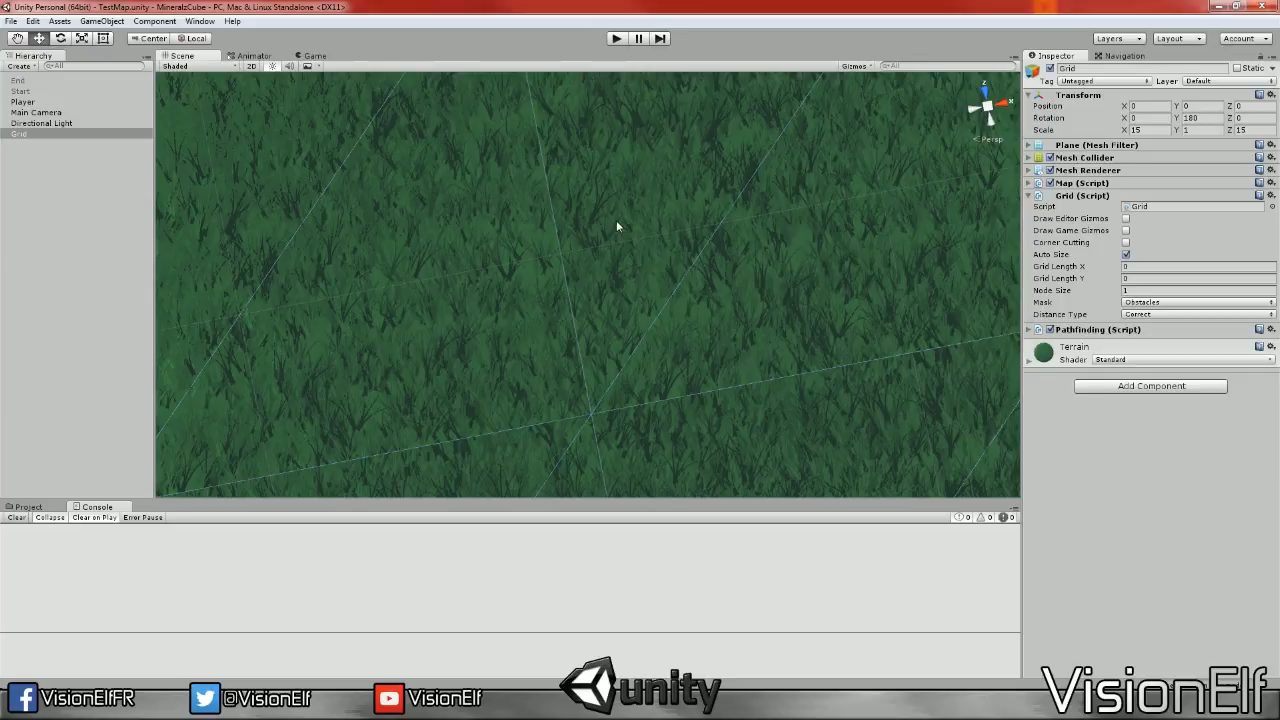 Unity Personal (64bit) - TestMap.unity - MineralzCube - PC, Mac & Linux Standalone <DX11>
File Edit Assets GameObject Component Window Help
Center Local Layers Layout Account
Hierarchy Scene Animator Game Inspector Navigation
Create All Shaded 2D Gizmos All
End
Start
Player
Main Camera
Directional Light
Grid
z
x
< Persp
Grid Static
Tag Untagged Layer Default
Transform
Position X 0 Y 0 Z 0
Rotation X 0 Y 180 Z 0
Scale X 15 Y 1 Z 15
Plane (Mesh Filter)
Mesh Collider
Mesh Renderer
Map (Script)
Grid (Script)
Script Grid
Draw Editor Gizmos
Draw Game Gizmos
Corner Cutting
Auto Size
Grid Length X 0
Grid Length Y 0
Node Size 1
Mask Obstacles
Distance Type Correct
Pathfinding (Script)
Terrain
Shader Standard
Add Component
Project Console
Clear Collapse Clear on Play Error Pause 0 0 0
VisionElfFR @VisionElf VisionElf unity VisionElf